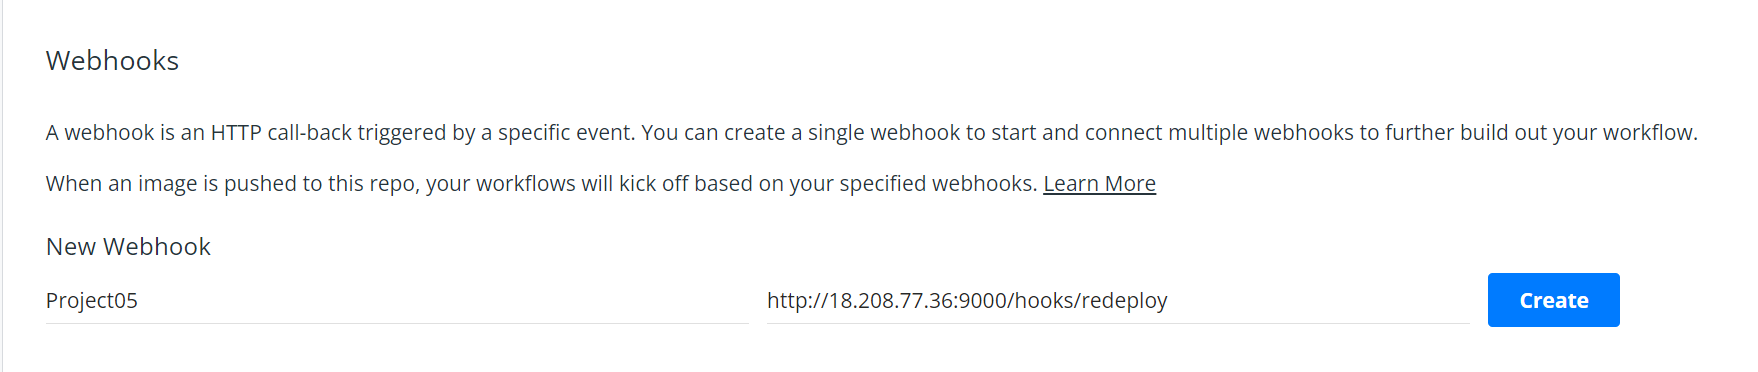 Webhooks
A webhook is an HTTP call-back triggered by a specific event. You can create a single webhook to start and connect multiple webhooks to further build out your workflow.
When an image is pushed to this repo, your workflows will kick off based on your specified webhooks. Learn More
New Webhook
Project05 http://18.208.77.36:9000/hooks/redeploy Create